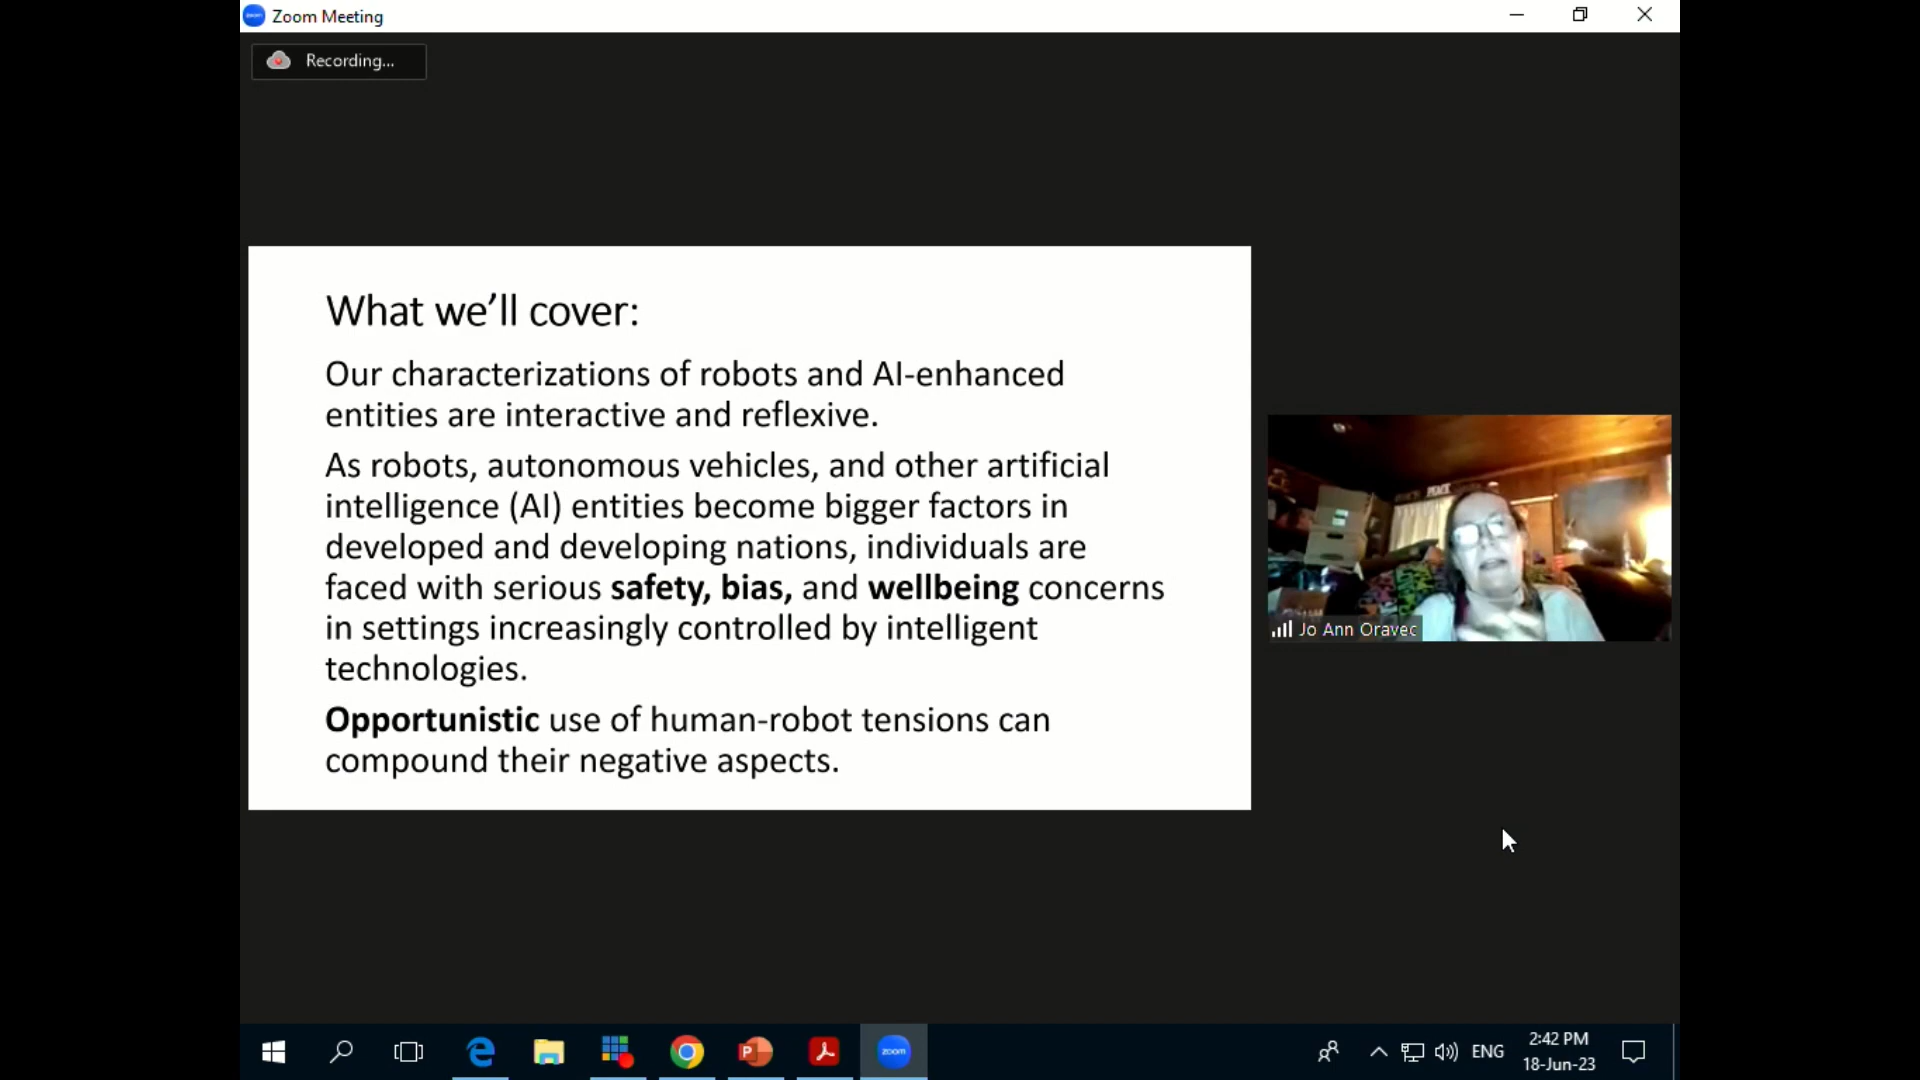 Zoom Meeting
Recording...
What we'll cover:
Our characterizations of robots and AI-enhanced
entities are interactive and reflexive.
As robots, autonomous vehicles, and other artificial
intelligence (AI) entities become bigger factors in
developed and developing nations, individuals are
faced with serious safety, bias, and wellbeing concerns
in settings increasingly controlled by intelligent
technologies.
Opportunistic use of human-robot tensions can
compound their negative aspects.
PEACE
Jo Ann Oravec
zoom
ENG
2:42 PM
18-Jun-23